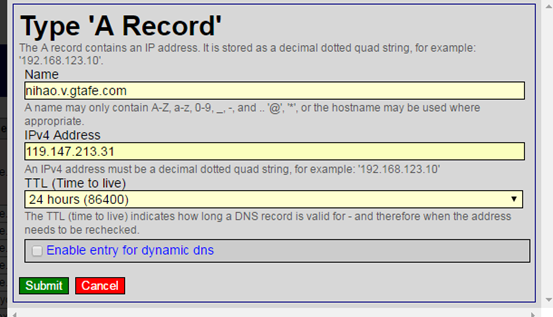 Type 'A Record'
The A record contains an IP address. It is stored as a decimal dotted quad string, for example:
'192.168.123.10'.
Name
nihao.v.gtafe.com
A name may only contain A-Z, a-z, 0-9, _, -, and .. '@', '*', or the hostname may be used where
appropriate.
IPv4 Address
119.147.213.31
An IPv4 address must be a decimal dotted quad string, for example: '192.168.123.10'
TTL (Time to live)
24 hours (86400)
The TTL (time to live) indicates how long a DNS record is valid for - and therefore when the address
needs to be rechecked.
Enable entry for dynamic dns
Submit Cancel